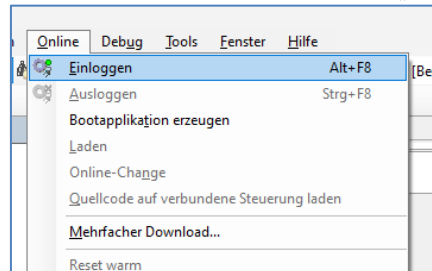 Online Debug Tools Fenster Hilfe
Einloggen Alt+F8
[Be
Ausloggen Strg+F8
Bootapplikation erzeugen
Laden
Online-Change
Quellcode auf verbundene Steuerung laden
Mehrfacher Download...
Reset warm